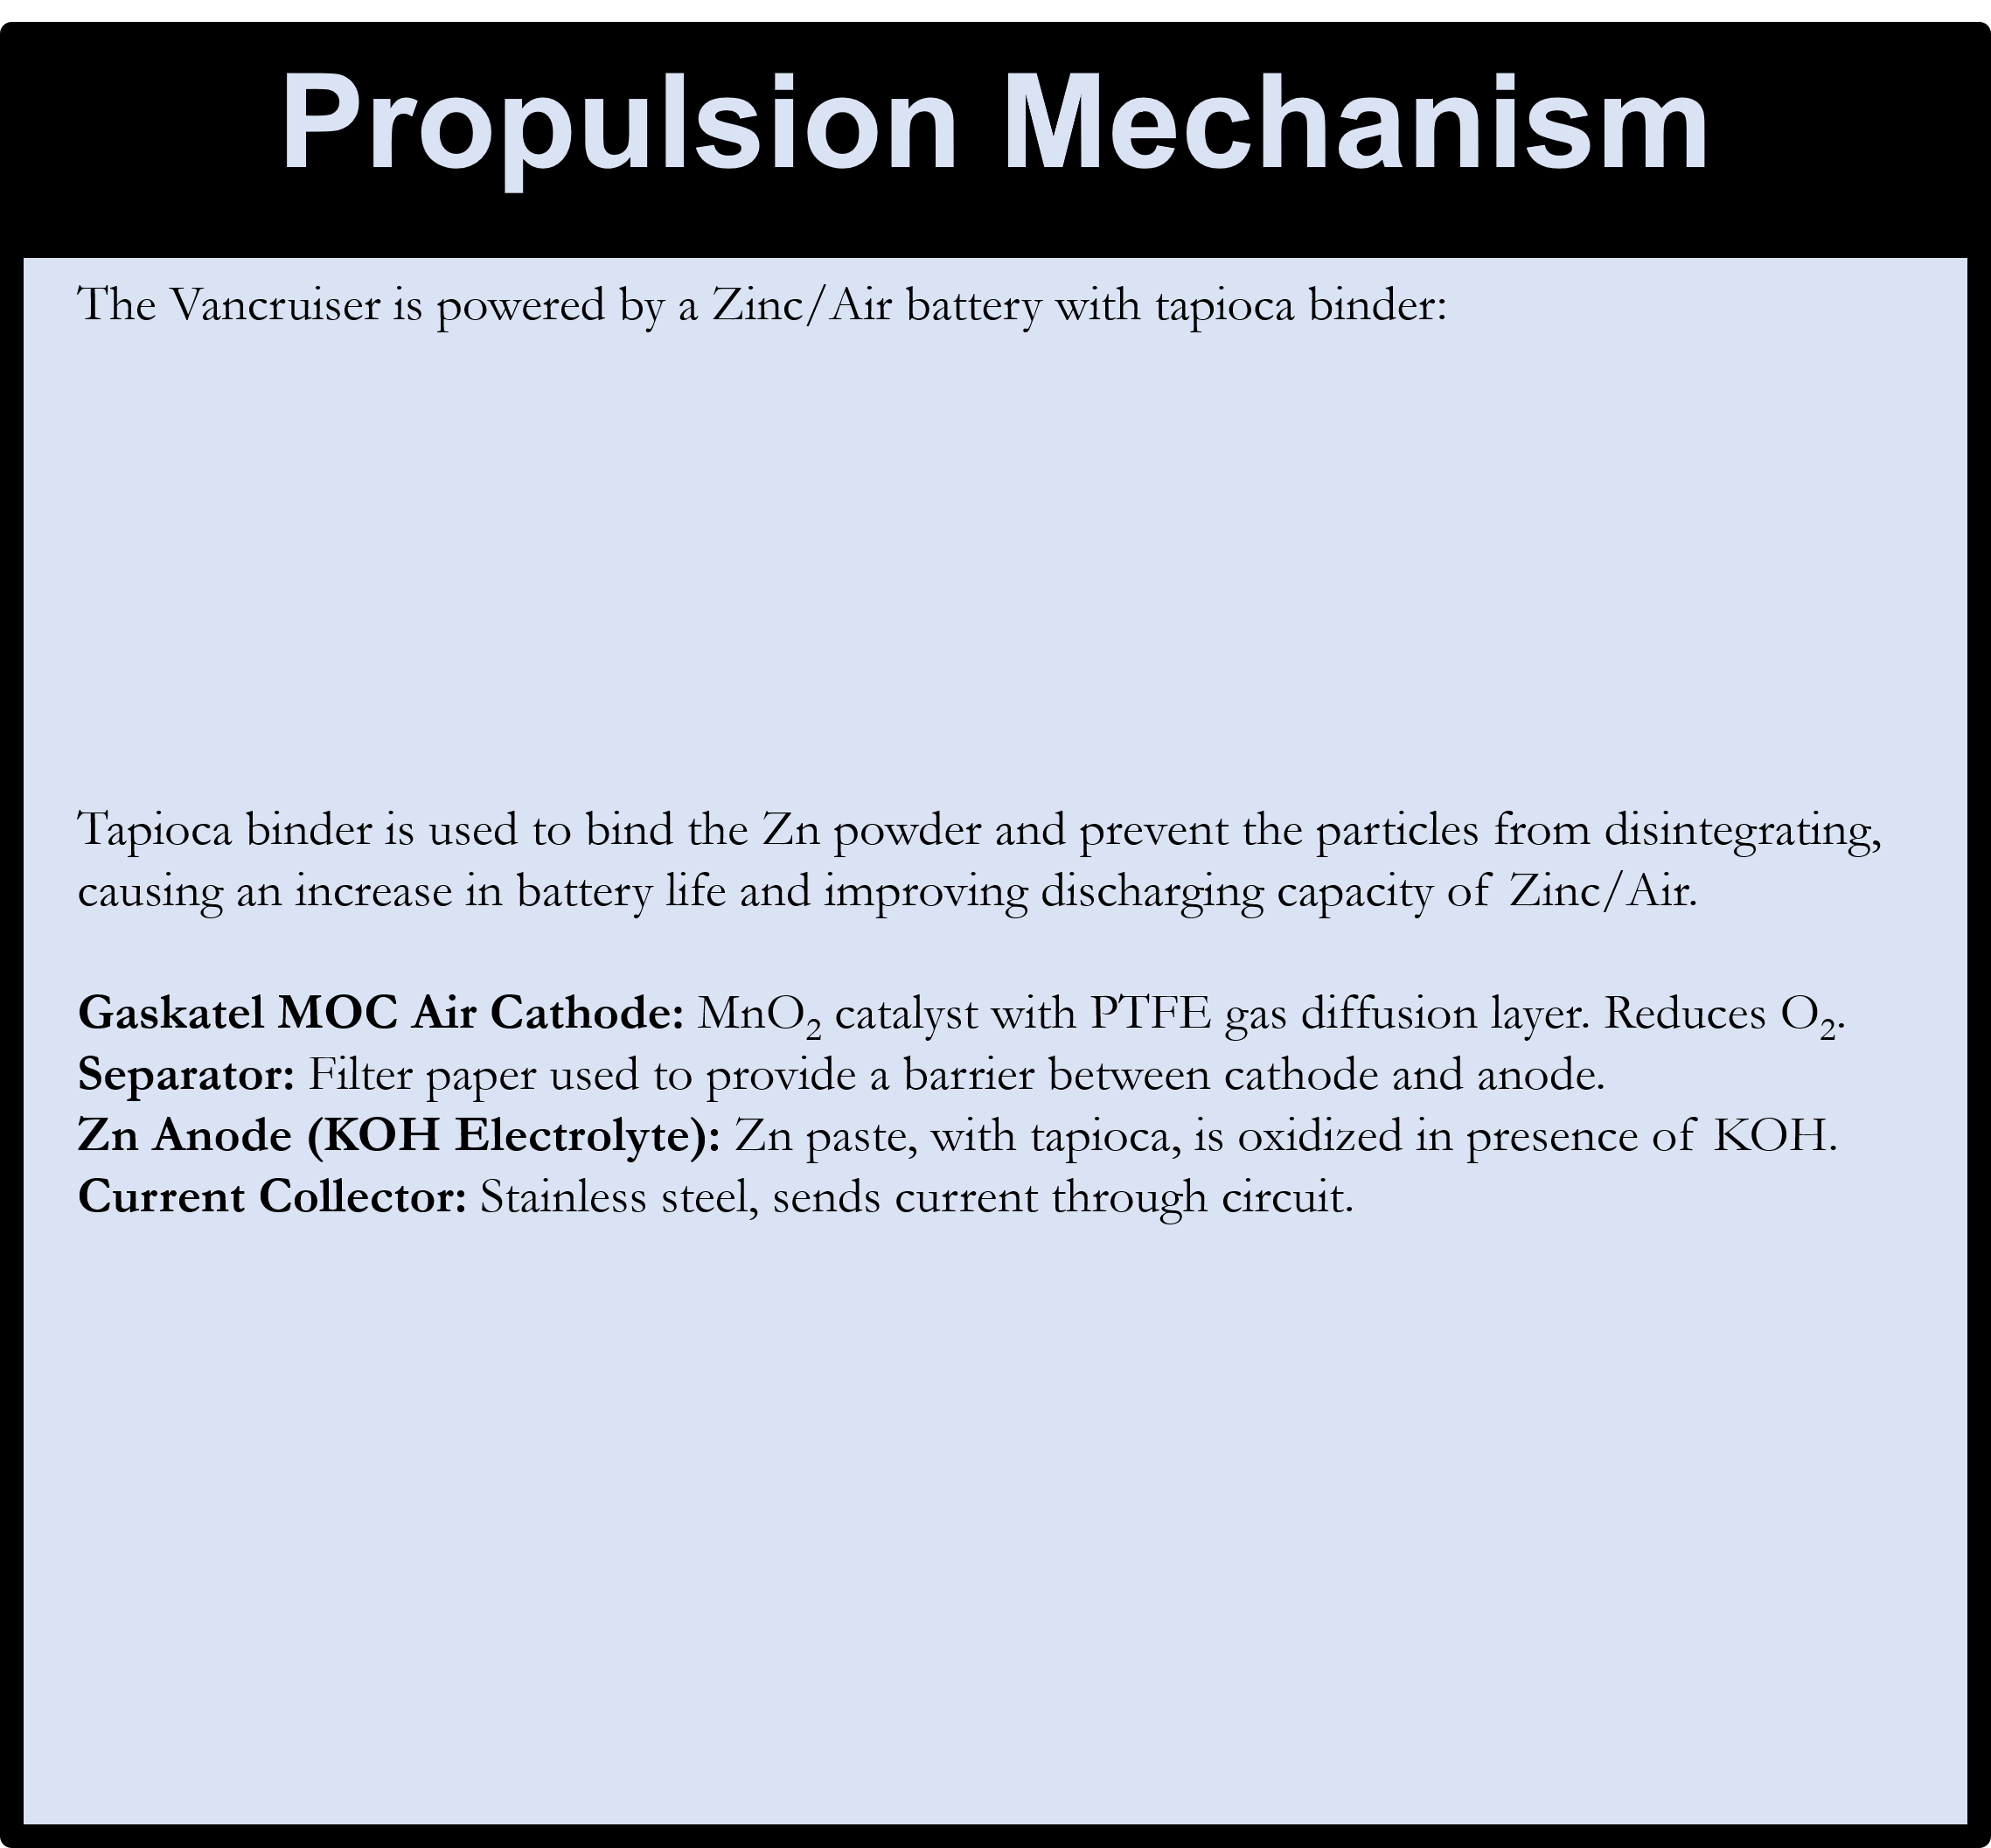 Propulsion Mechanism
The Vancruiser is powered by a Zinc/Air battery with tapioca binder:
Tapioca binder is used to bind the Zn powder and prevent the particles from disintegrating,
causing an increase in battery life and improving discharging capacity of Zinc/Air.
Gaskatel MOC Air Cathode: MnO₂ catalyst with PTFE gas diffusion layer. Reduces O₂.
Separator: Filter paper used to provide a barrier between cathode and anode.
Zn Anode (KOH Electrolyte): Zn paste, with tapioca, is oxidized in presence of KOH.
Current Collector: Stainless steel, sends current through circuit.